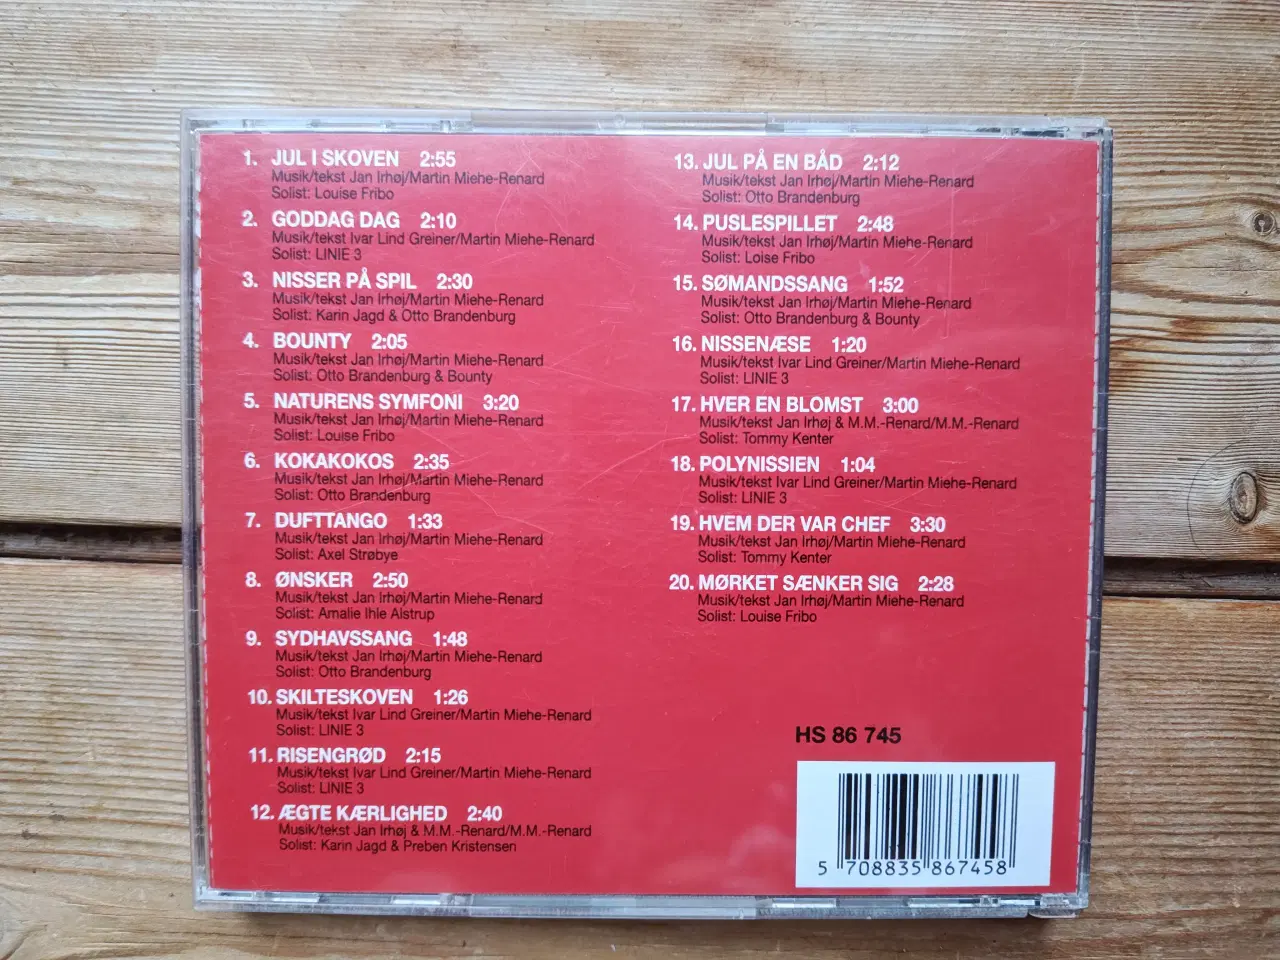 1. JUL I SKOVEN 2:55
Musik/tekst Jan Irhøj/Martin Miehe-Renard
Solist: Louise Fribo
2. GODDAG DAG 2:10
Musik/tekst Ivar Lind Greiner/Martin Miehe-Renard
Solist: LINIE 3
3. NISSER PÅ SPIL 2:30
Musik/tekst Jan Irhøj/Martin Miehe-Renard
Solist: Karin Jagd & Otto Brandenburg
4. BOUNTY 2:05
Musik/tekst Jan Irhøj/Martin Miehe-Renard
Solist: Otto Brandenburg & Bounty
5. NATURENS SYMFONI 3:20
Musik/tekst Jan Irhøj/Martin Miehe-Renard
Solist: Louise Fribo
6. KOKAKOKOS 2:35
Musik/tekst Jan Irhøj/Martin Miehe-Renard
Solist: Otto Brandenburg
7. DUFTTANGO 1:33
Musik/tekst Jan Irhøj/Martin Miehe-Renard
Solist: Axel Strøbye
8. ØNSKER 2:50
Musik/tekst Jan Irhøj/Martin Miehe-Renard
Solist: Amalie Ihle Alstrup
9. SYDHAVSSANG 1:48
Musik/tekst Jan Irhøj/Martin Miehe-Renard
Solist: Otto Brandenburg
10. SKILTESKOVEN 1:26
Musik/tekst Ivar Lind Greiner/Martin Miehe-Renard
Solist: LINIE 3
11. RISENGRØD 2:15
Musik/tekst Ivar Lind Greiner/Martin Miehe-Renard
Solist: LINIE 3
12. ÆGTE KÆRLIGHED 2:40
Musik/tekst Jan Irhøj & M.M.-Renard/M.M.-Renard
Solist: Karin Jagd & Preben Kristensen
13. JUL PÅ EN BÅD 2:12
Musik/tekst Jan Irhøj/Martin Miehe-Renard
Solist: Otto Brandenburg
14. PUSLESPILLET 2:48
Musik/tekst Jan Irhøj/Martin Miehe-Renard
Solist: Loise Fribo
15. SØMANDSSANG 1:52
Musik/tekst Jan Irhøj/Martin Miehe-Renard
Solist: Otto Brandenburg & Bounty
16. NISSENÆSE 1:20
Musik/tekst Ivar Lind Greiner/Martin Miehe-Renard
Solist: LINIE 3
17. HVER EN BLOMST 3:00
Musik/tekst Jan Irhøj & M.M.-Renard/M.M.-Renard
Solist: Tommy Kenter
18. POLYNISSIEN 1:04
Musik/tekst Ivar Lind Greiner/Martin Miehe-Renard
Solist: LINIE 3
19. HVEM DER VAR CHEF 3:30
Musik/tekst Jan Irhøj/Martin Miehe-Renard
Solist: Tommy Kenter
20. MØRKET SÆNKER SIG 2:28
Musik/tekst Jan Irhøj/Martin Miehe-Renard
Solist: Louise Fribo
HS 86 745
5 708835 867458